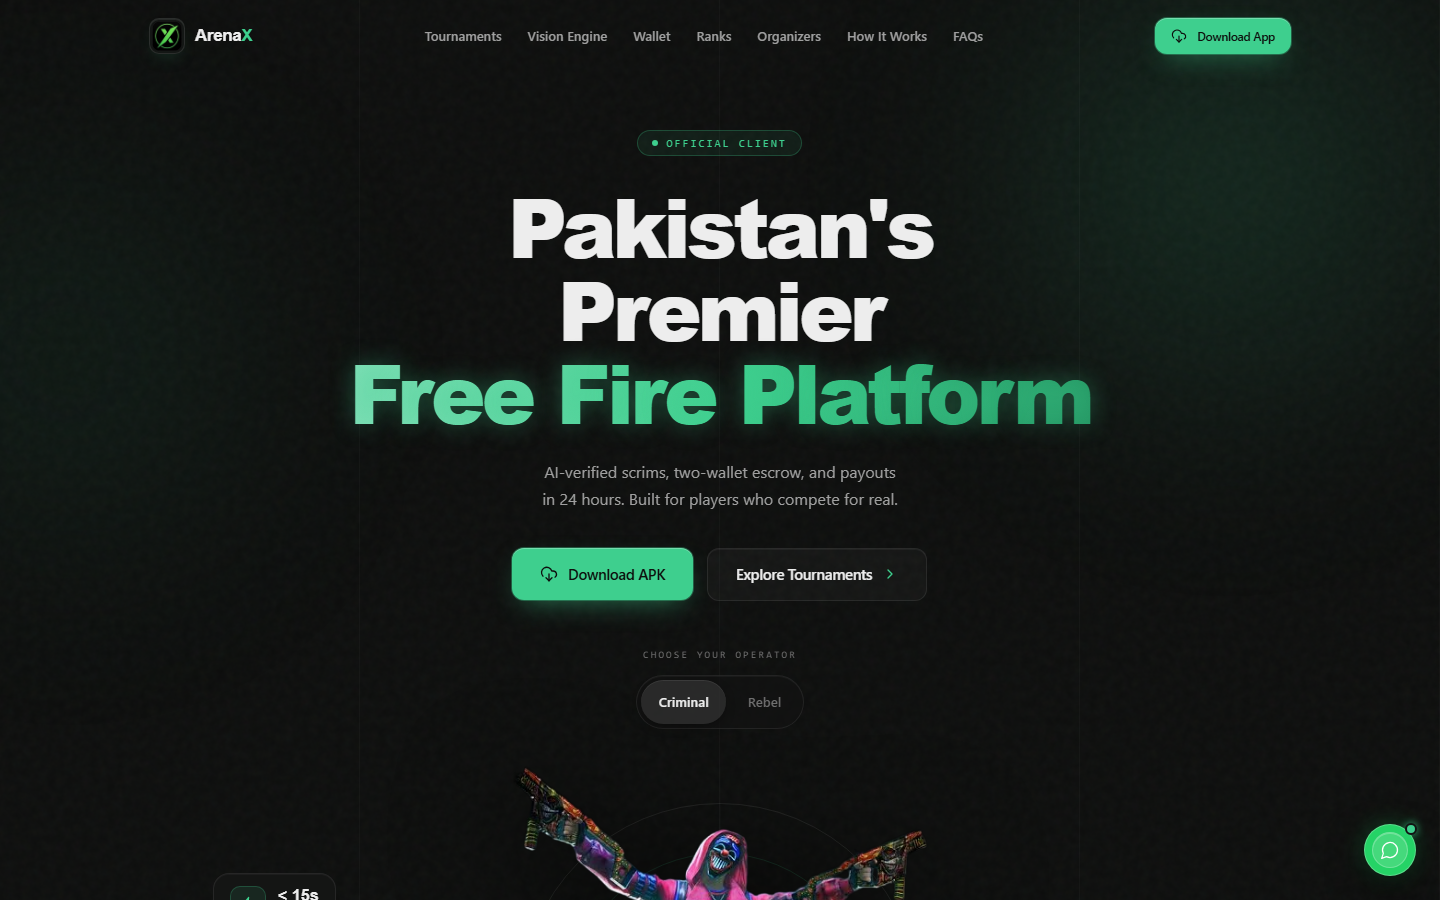 ArenaX
Tournaments Vision Engine Wallet Ranks Organizers How It Works FAQs
Download App
OFFICIAL CLIENT
Pakistan's
Premier
Free Fire Platform
AI-verified scrims, two-wallet escrow, and payouts
in 24 hours. Built for players who compete for real.
Download APK
Explore Tournaments
CHOOSE YOUR OPERATOR
Criminal Rebel
< 15s